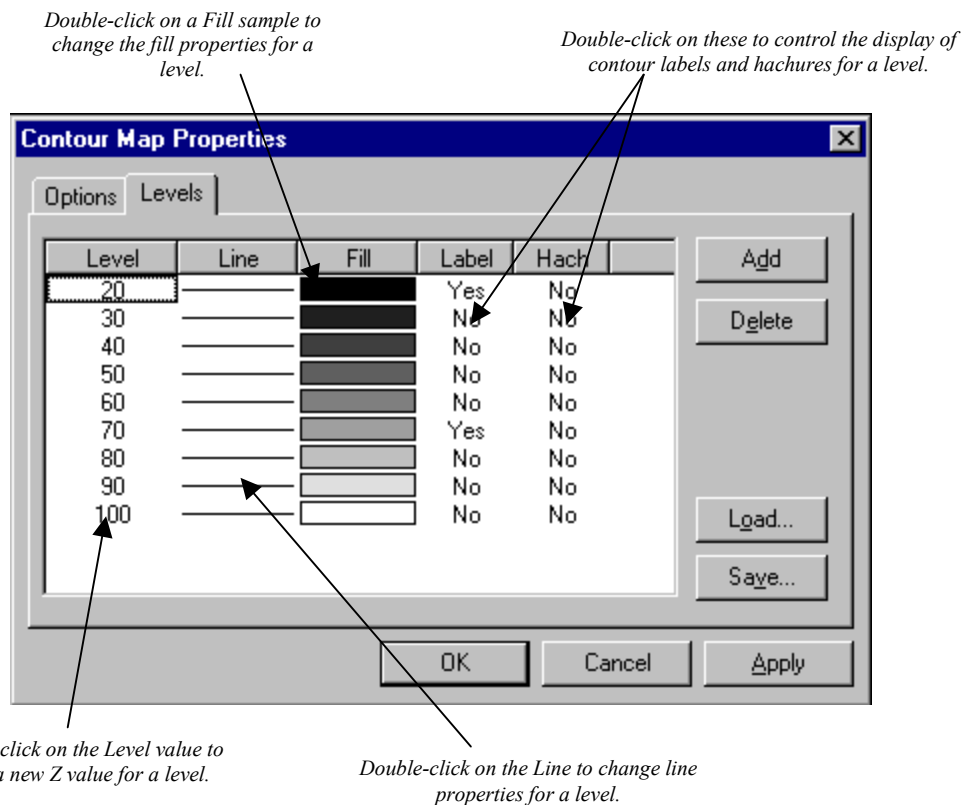 Double-click on a Fill sample to
change the fill properties for a
level.
Double-click on these to control the display of
contour labels and hachures for a level.
Contour Map Properties
Options Levels
Level Line Fill Label Hach
20 Yes No
30 No No
40 No No
50 No No
60 No No
70 Yes No
80 No No
90 No No
100 No No
Add
Delete
Load...
Save...
OK Cancel Apply
click on the Level value to
new Z value for a level.
Double-click on the Line to change line
properties for a level.